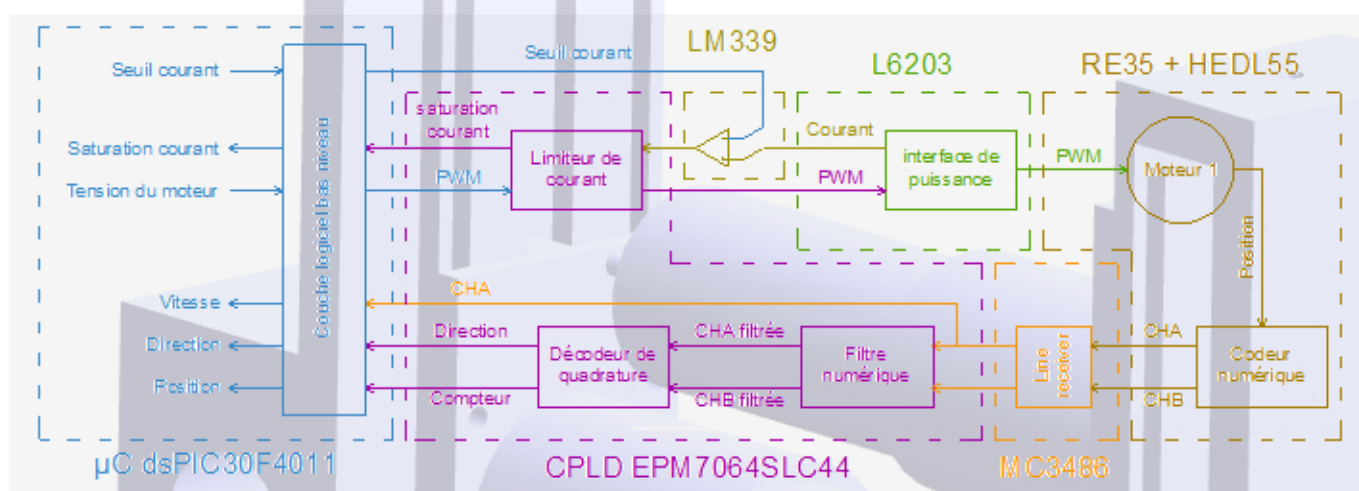 LM339
Seuil courant
L6203
RE35 + HEDL55
Seuil courant
saturation
courant
Courant
Saturation courant
Limiteur de
courant
interface de
puissance
PWM
Moteur 1
Tension du moteur
PWM
PWM
Couche logiciel bas niveau
Position
CHA
Vitesse
Direction
CHA filtrée
CHA
Direction
Décodeur de
quadrature
Filtre
numérique
Line
receiver
Codeur
numérique
Position
Compteur
CHB filtrée
CHB
µC dsPIC30F4011
CPLD EPM7064SLC44
MC3486